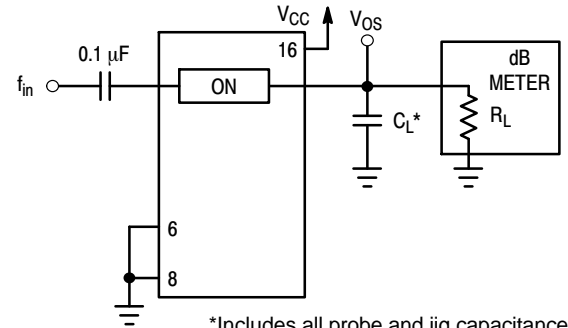 V_CC
V_OS
16
0.1 μF
dB
METER
f_in
ON
C_L*
R_L
6
8
*Includes all probe and jig capacitance